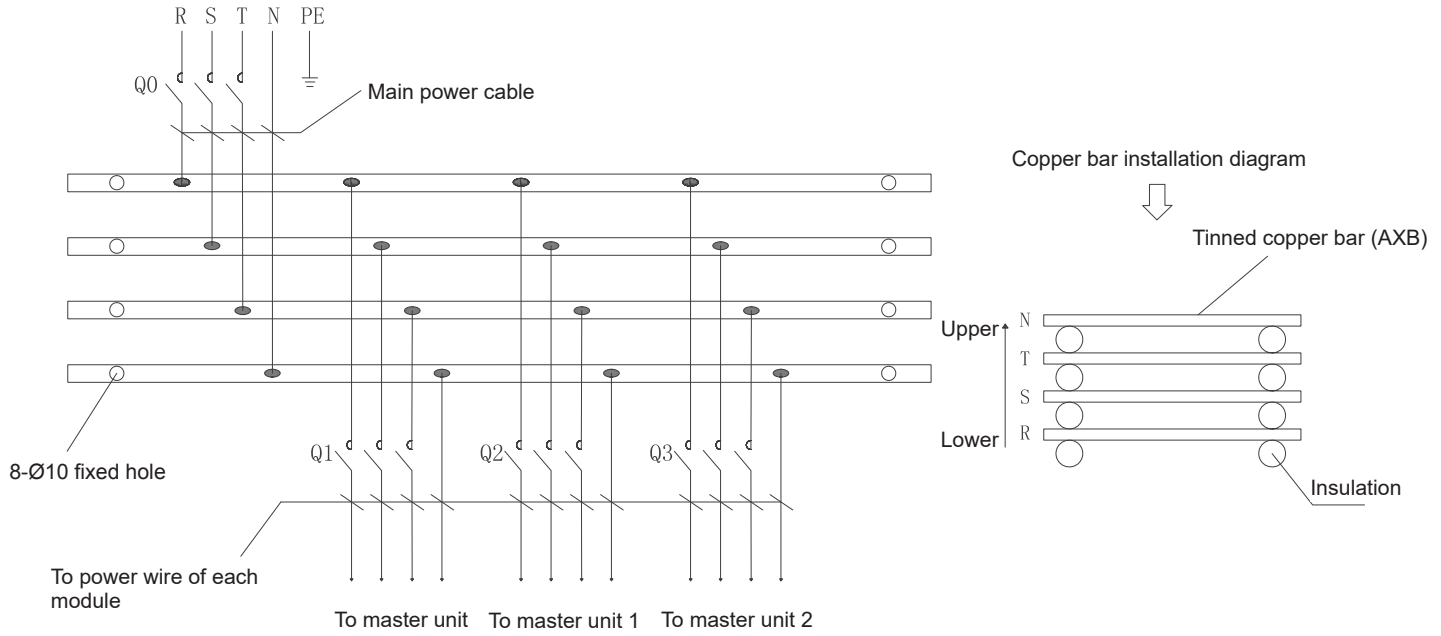 R S T N PE
Q0
Main power cable
Copper bar installation diagram
Tinned copper bar (AXB)
Upper
N
T
S
Lower
R
Q1
Q2
Q3
8-Ø10 fixed hole
Insulation
To power wire of each
module
To master unit
To master unit 1
To master unit 2